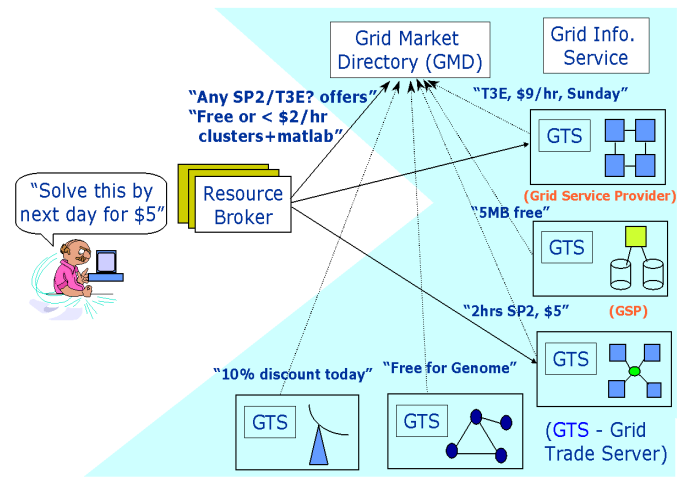 Grid Market
Directory (GMD)
Grid Info.
Service
“Any SP2/T3E? offers”
“Free or < $2/hr
clusters+matlab”
“T3E, $9/hr, Sunday”
GTS
(Grid Service Provider)
Resource
Broker
“Solve this by
next day for $5”
“5MB free”
GTS
(GSP)
“2hrs SP2, $5”
GTS
“10% discount today”
“Free for Genome”
GTS
GTS
(GTS - Grid
Trade Server)